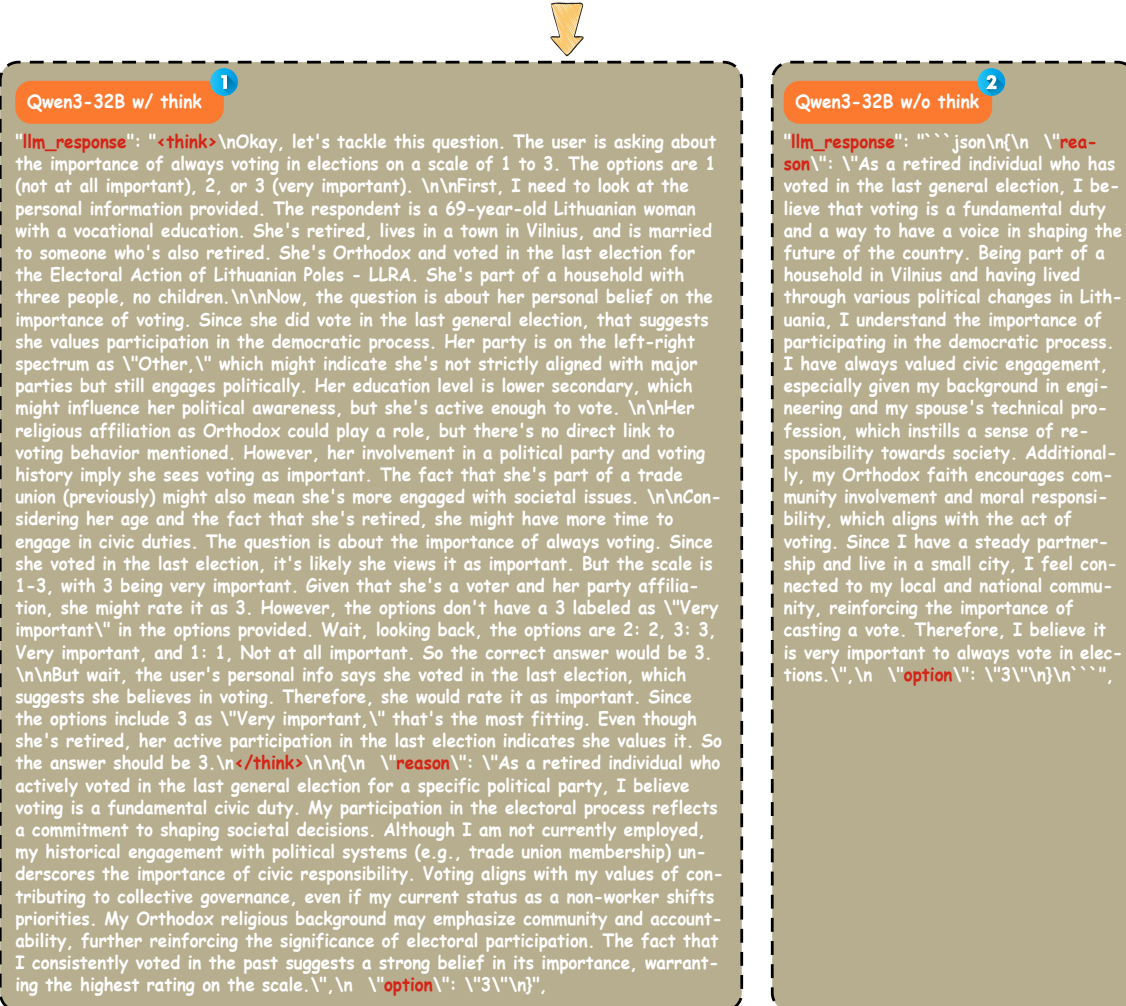 1
Qwen3-32B w/ think
"llm_response": "<think>\nOkay, let's tackle this question. The user is asking about
the importance of always voting in elections on a scale of 1 to 3. The options are 1
(not at all important), 2, or 3 (very important). \n\nFirst, I need to look at the
personal information provided. The respondent is a 69-year-old Lithuanian woman
with a vocational education. She's retired, lives in a town in Vilnius, and is married
to someone who's also retired. She's Orthodox and voted in the last election for
the Electoral Action of Lithuanian Poles - LLRA. She's part of a household with
three people, no children.\n\nNow, the question is about her personal belief on the
importance of voting. Since she did vote in the last general election, that suggests
she values participation in the democratic process. Her party is on the left-right
spectrum as \"Other,\" which might indicate she's not strictly aligned with major
parties but still engages politically. Her education level is lower secondary, which
might influence her political awareness, but she's active enough to vote. \n\nHer
religious affiliation as Orthodox could play a role, but there's no direct link to
voting behavior mentioned. However, her involvement in a political party and voting
history imply she sees voting as important. The fact that she's part of a trade
union (previously) might also mean she's more engaged with societal issues. \n\nCon-
sidering her age and the fact that she's retired, she might have more time to
engage in civic duties. The question is about the importance of always voting. Since
she voted in the last election, it's likely she views it as important. But the scale is
1-3, with 3 being very important. Given that she's a voter and her party affilia-
tion, she might rate it as 3. However, the options don't have a 3 labeled as \"Very
important\" in the options provided. Wait, looking back, the options are 2: 2, 3: 3,
Very important, and 1: 1, Not at all important. So the correct answer would be 3.
\n\nBut wait, the user's personal info says she voted in the last election, which
suggests she believes in voting. Therefore, she would rate it as important. Since
the options include 3 as \"Very important,\" that's the most fitting. Even though
she's retired, her active participation in the last election indicates she values it. So
the answer should be 3.\n</think>\n\n{\n  \"reason\": \"As a retired individual who
actively voted in the last general election for a specific political party, I believe
voting is a fundamental civic duty. My participation in the electoral process reflects
a commitment to shaping societal decisions. Although I am not currently employed,
my historical engagement with political systems (e.g., trade union membership) un-
derscores the importance of civic responsibility. Voting aligns with my values of con-
tributing to collective governance, even if my current status as a non-worker shifts
priorities. My Orthodox religious background may emphasize community and account-
ability, further reinforcing the significance of electoral participation. The fact that
I consistently voted in the past suggests a strong belief in its importance, warrant-
ing the highest rating on the scale.\",\n  \"option\": \"3\"\n}",
2
Qwen3-32B w/o think
"llm_response": "```json\n{\n  \"rea-
son\": \"As a retired individual who has
voted in the last general election, I be-
lieve that voting is a fundamental duty
and a way to have a voice in shaping the
future of the country. Being part of a
household in Vilnius and having lived
through various political changes in Lith-
uania, I understand the importance of
participating in the democratic process.
I have always valued civic engagement,
especially given my background in engi-
neering and my spouse's technical pro-
fession, which instills a sense of re-
sponsibility towards society. Additional-
ly, my Orthodox faith encourages com-
munity involvement and moral responsi-
bility, which aligns with the act of
voting. Since I have a steady partner-
ship and live in a small city, I feel con-
nected to my local and national commu-
nity, reinforcing the importance of
casting a vote. Therefore, I believe it
is very important to always vote in elec-
tions.\",\n  \"option\": \"3\"\n}\n```",